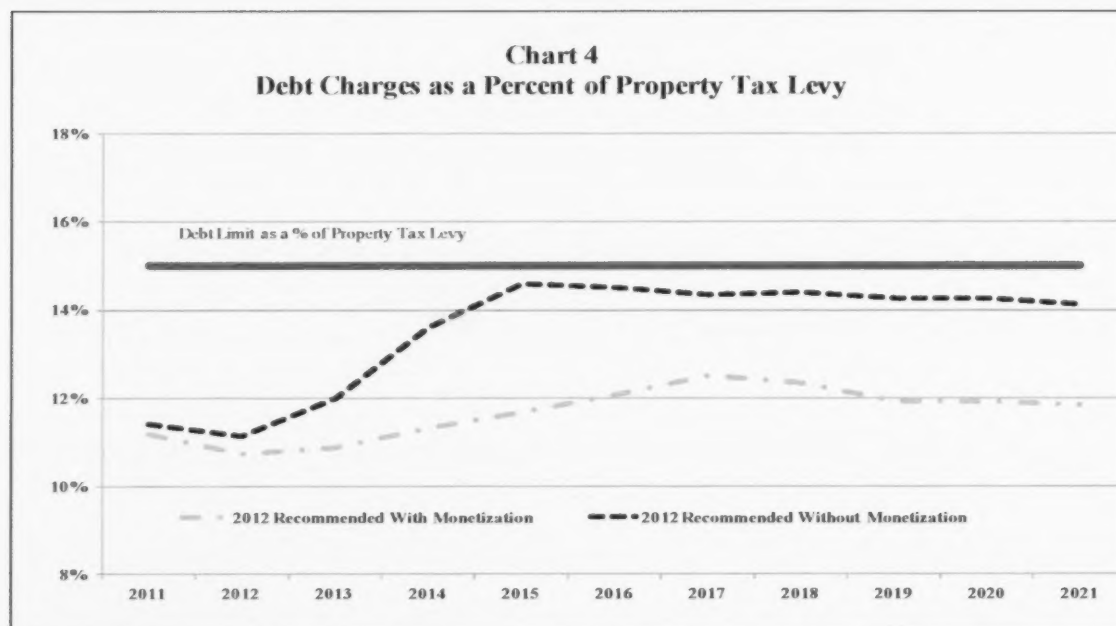 Chart 4
Debt Charges as a Percent of Property Tax Levy
18%
16%
Debt Limit as a % of Property Tax Levy
14%
12%
10%
2012 Recommended With Monetization 2012 Recommended Without Monetization
8%
2011 2012 2013 2014 2015 2016 2017 2018 2019 2020 2021